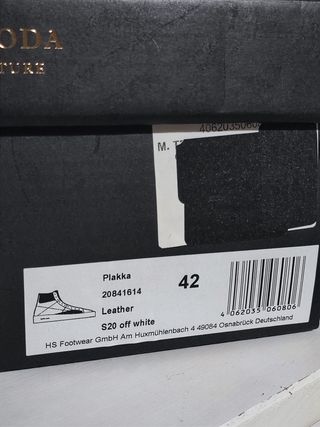 ODA
TURE
40620350608
M. T
Plakka
20841614
42
Leather
S20 off white
4 062035 060806
HS Footwear GmbH Am Huxmühlenbach 4 49084 Osnabrück Deutschland